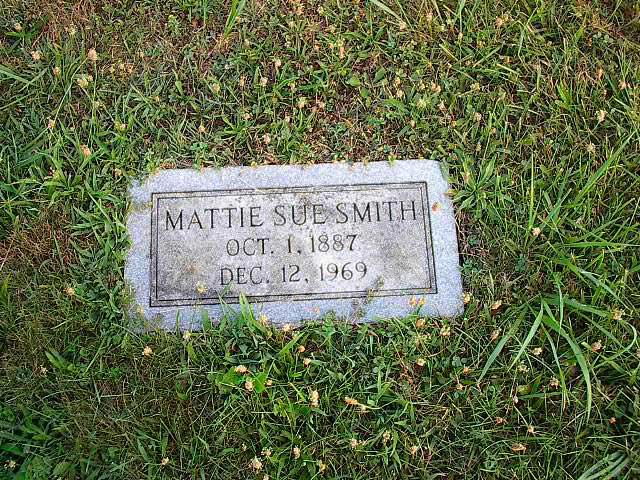 MATTIE SUE SMITH
OCT. 1, 1887
DEC. 12, 1969